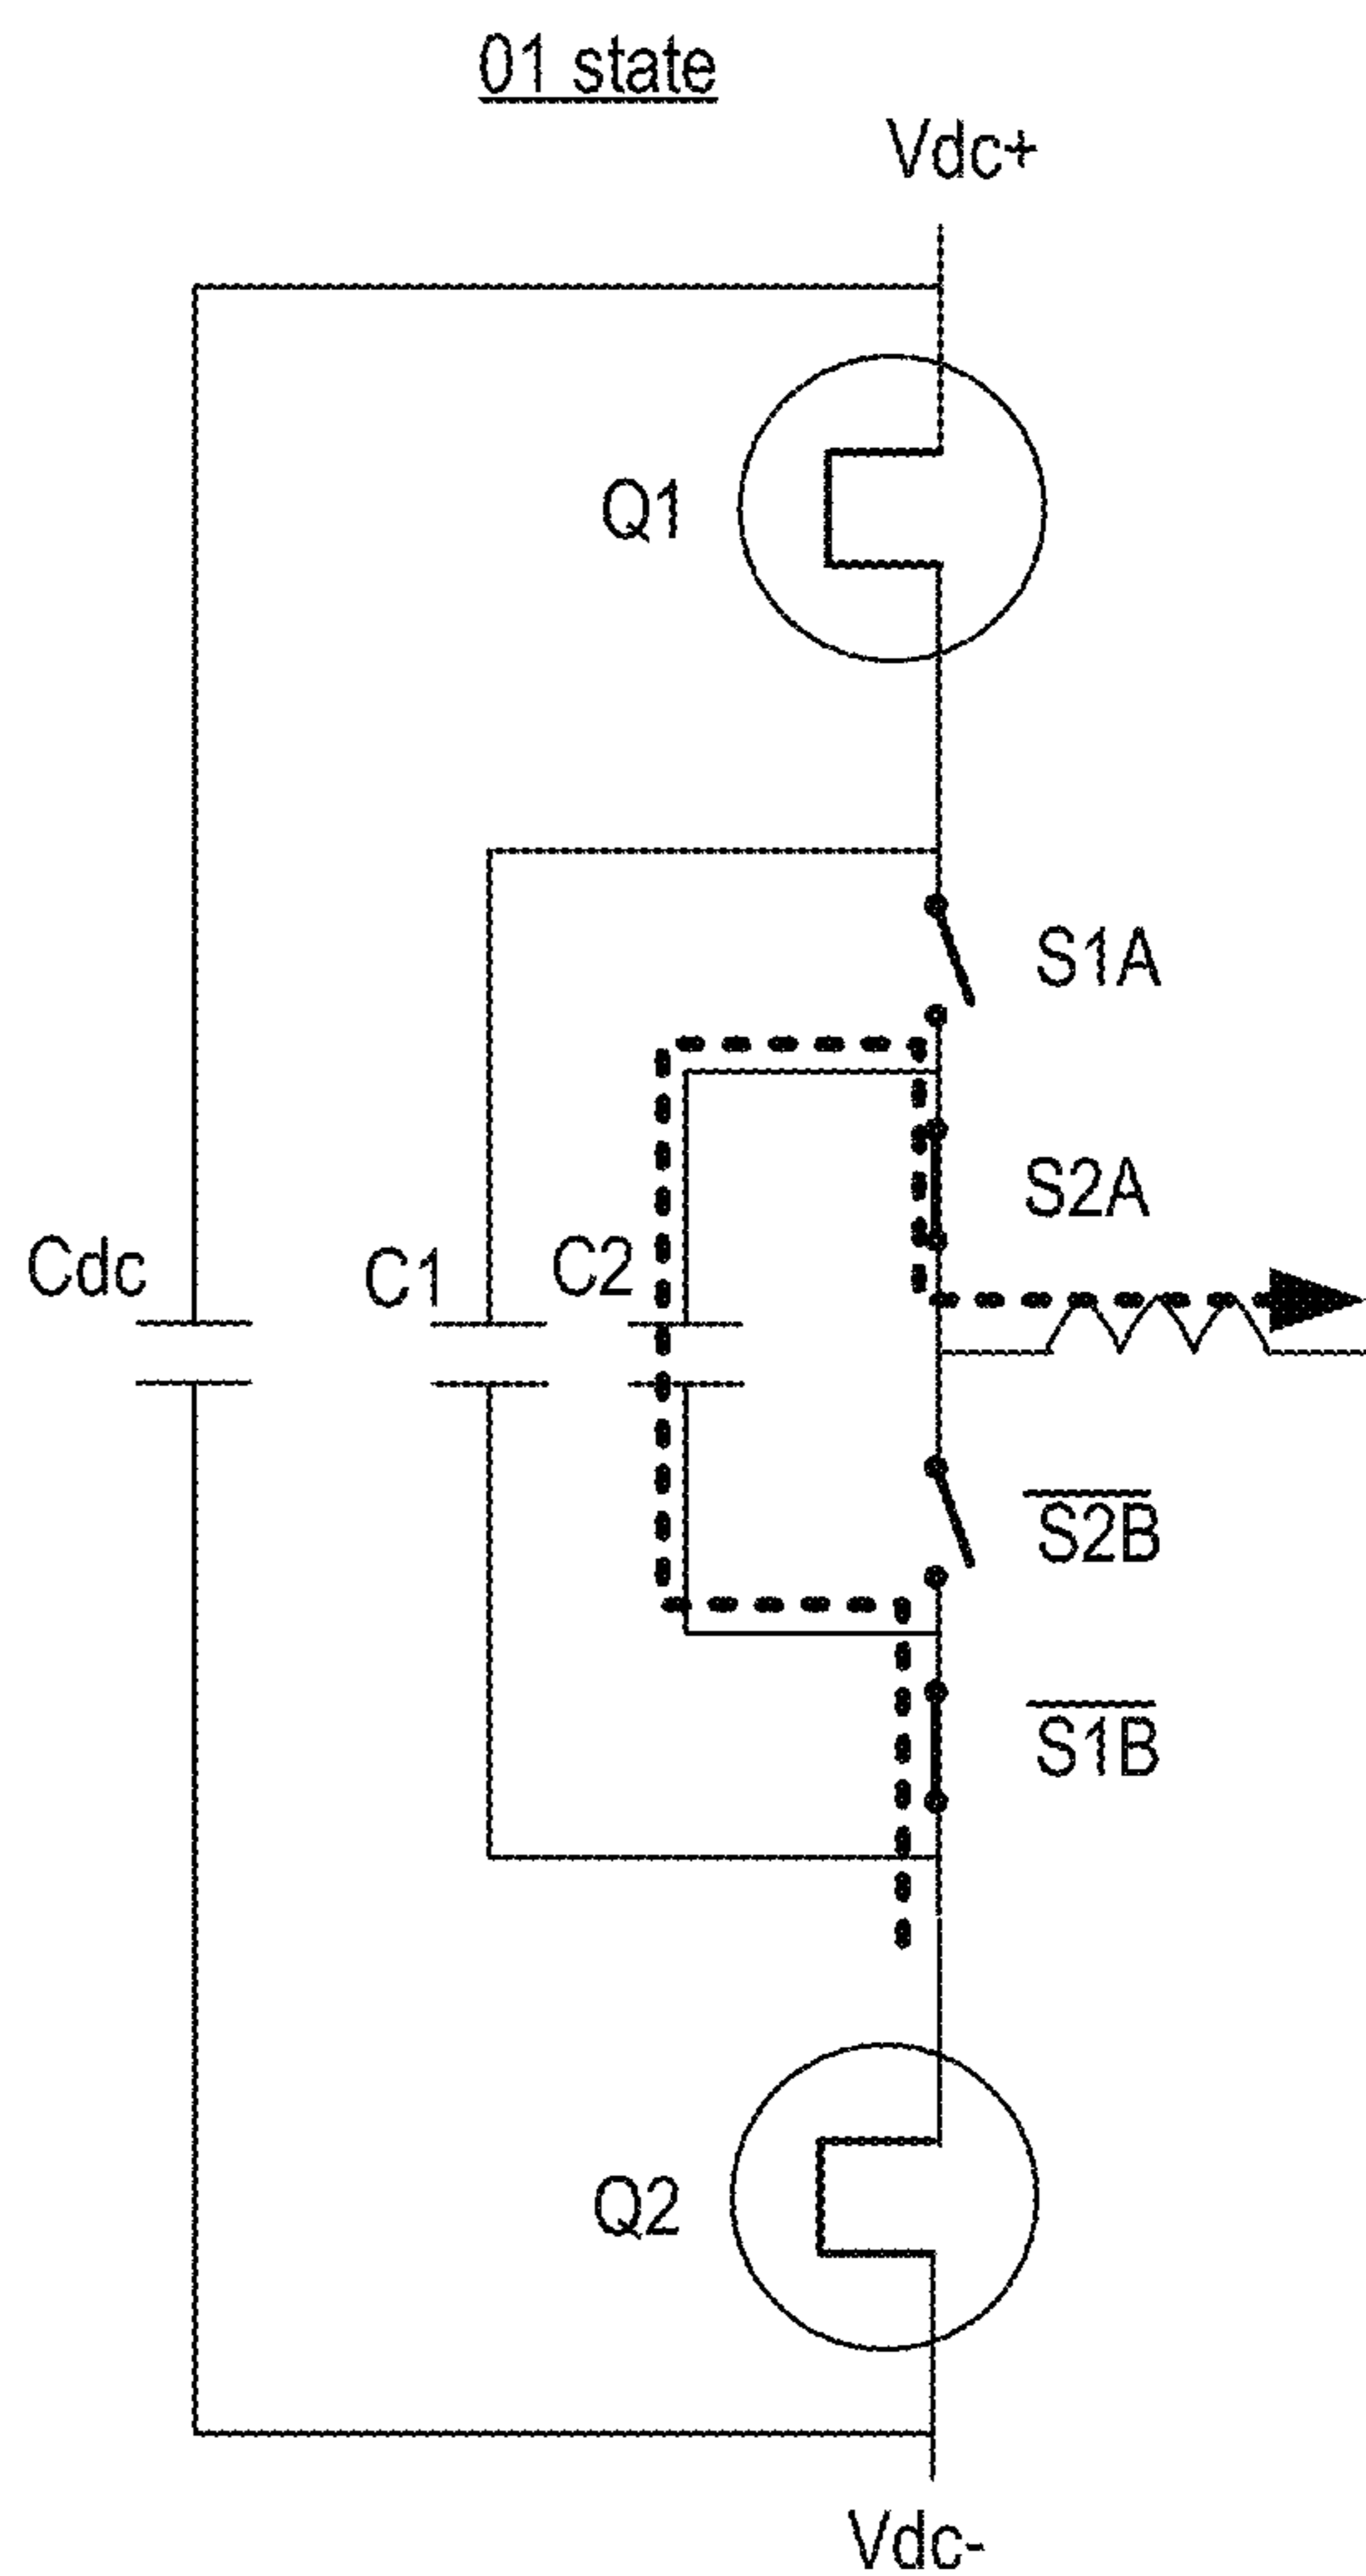 01 state
Vdc+
Q1
S1A
S2A
Cdc
C1
C2
S2B
S1B
Q2
Vdc-